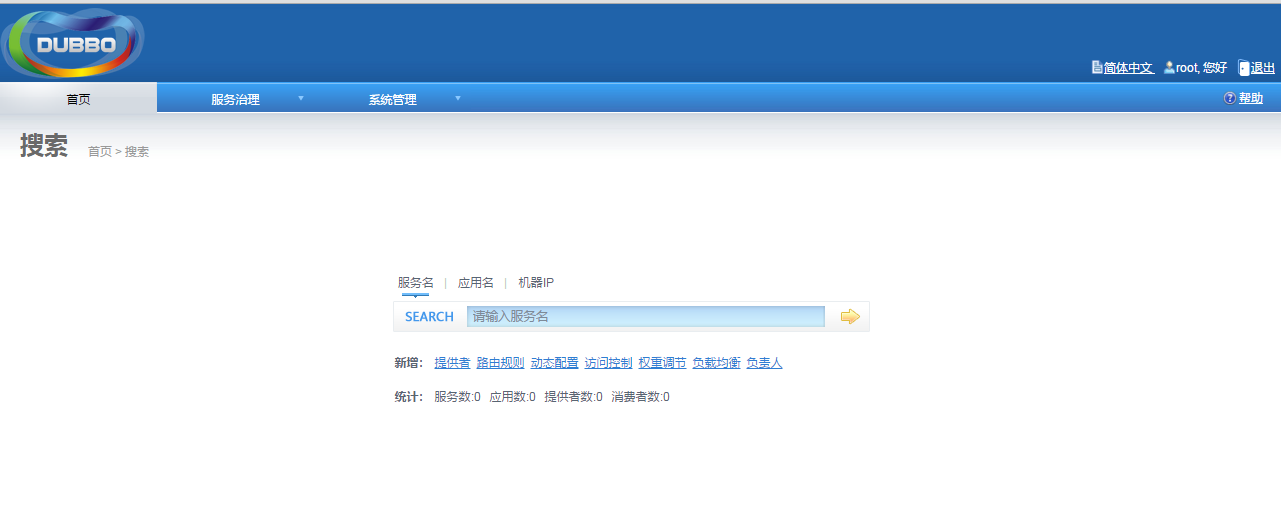 DUBBO
简体中文 root, 您好 退出
首页 服务治理 系统管理 帮助
搜索 首页 > 搜索
服务名 | 应用名 | 机器IP
SEARCH 请输入服务名
新增： 提供者 路由规则 动态配置 访问控制 权重调节 负载均衡 负责人
统计： 服务数:0 应用数:0 提供者数:0 消费者数:0